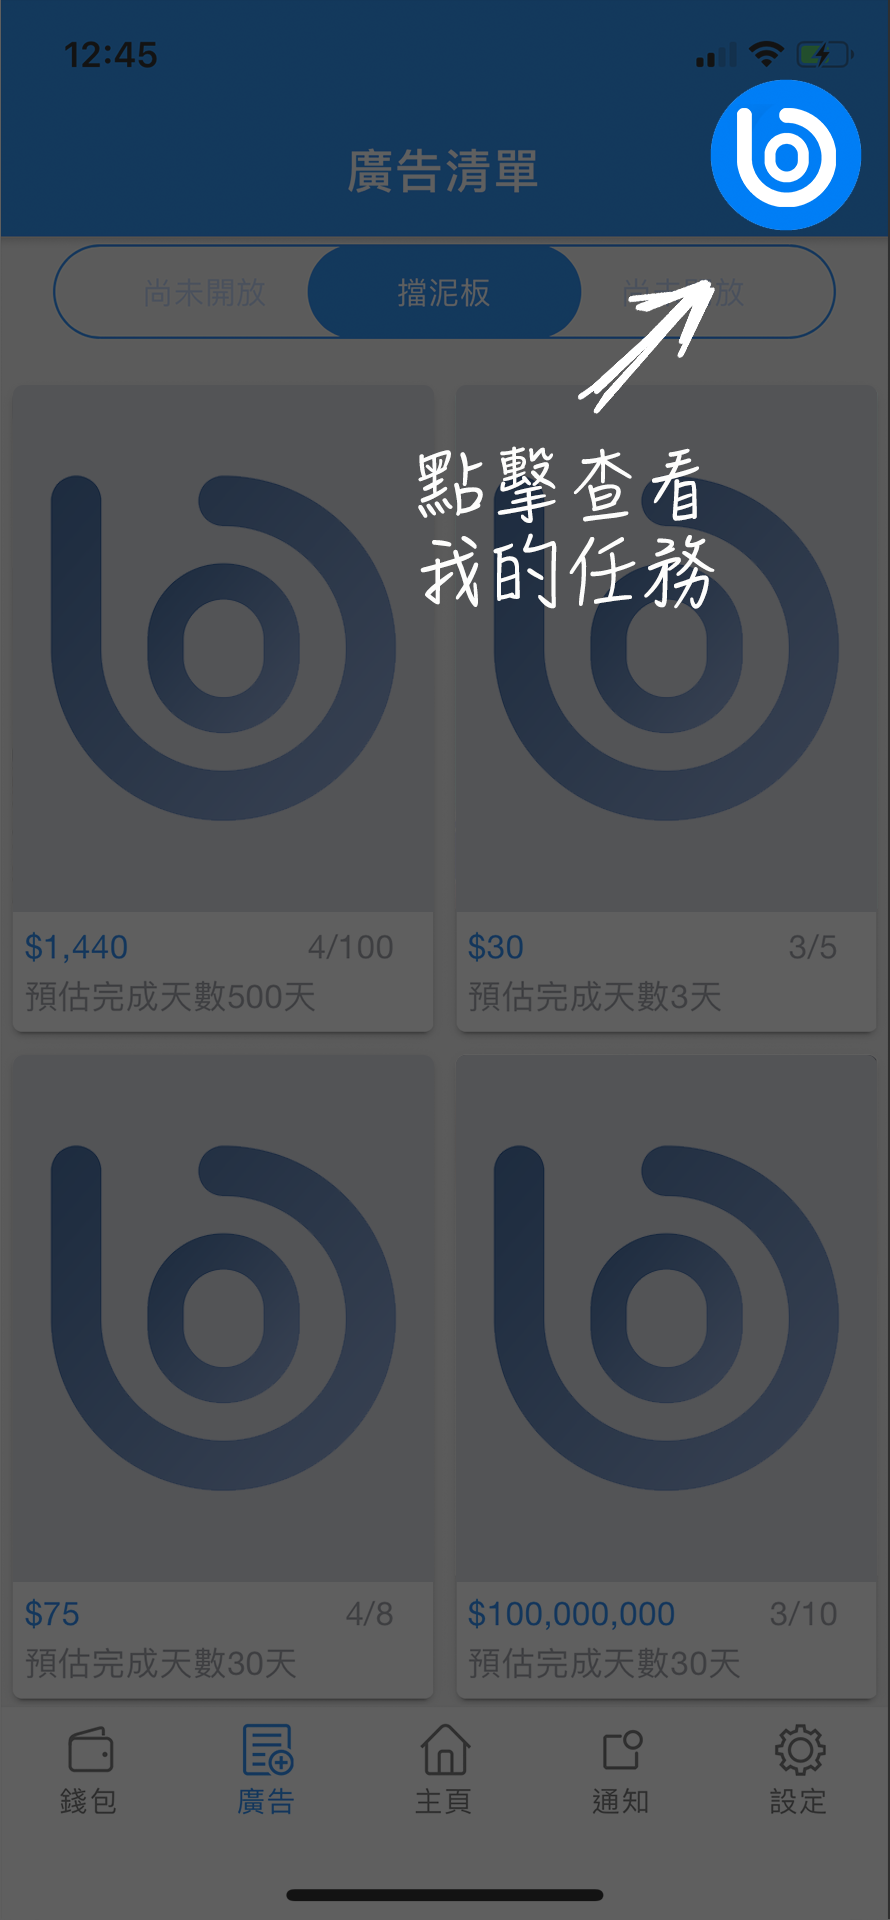 12:45
廣告清單
尚未開放
擋泥板
尚未開放
點擊查看
我的任務
$1,440
4/100
預估完成天數500天
$30
3/5
預估完成天數3天
$75
4/8
預估完成天數30天
$100,000,000
3/10
預估完成天數30天
錢包
廣告
主頁
通知
設定